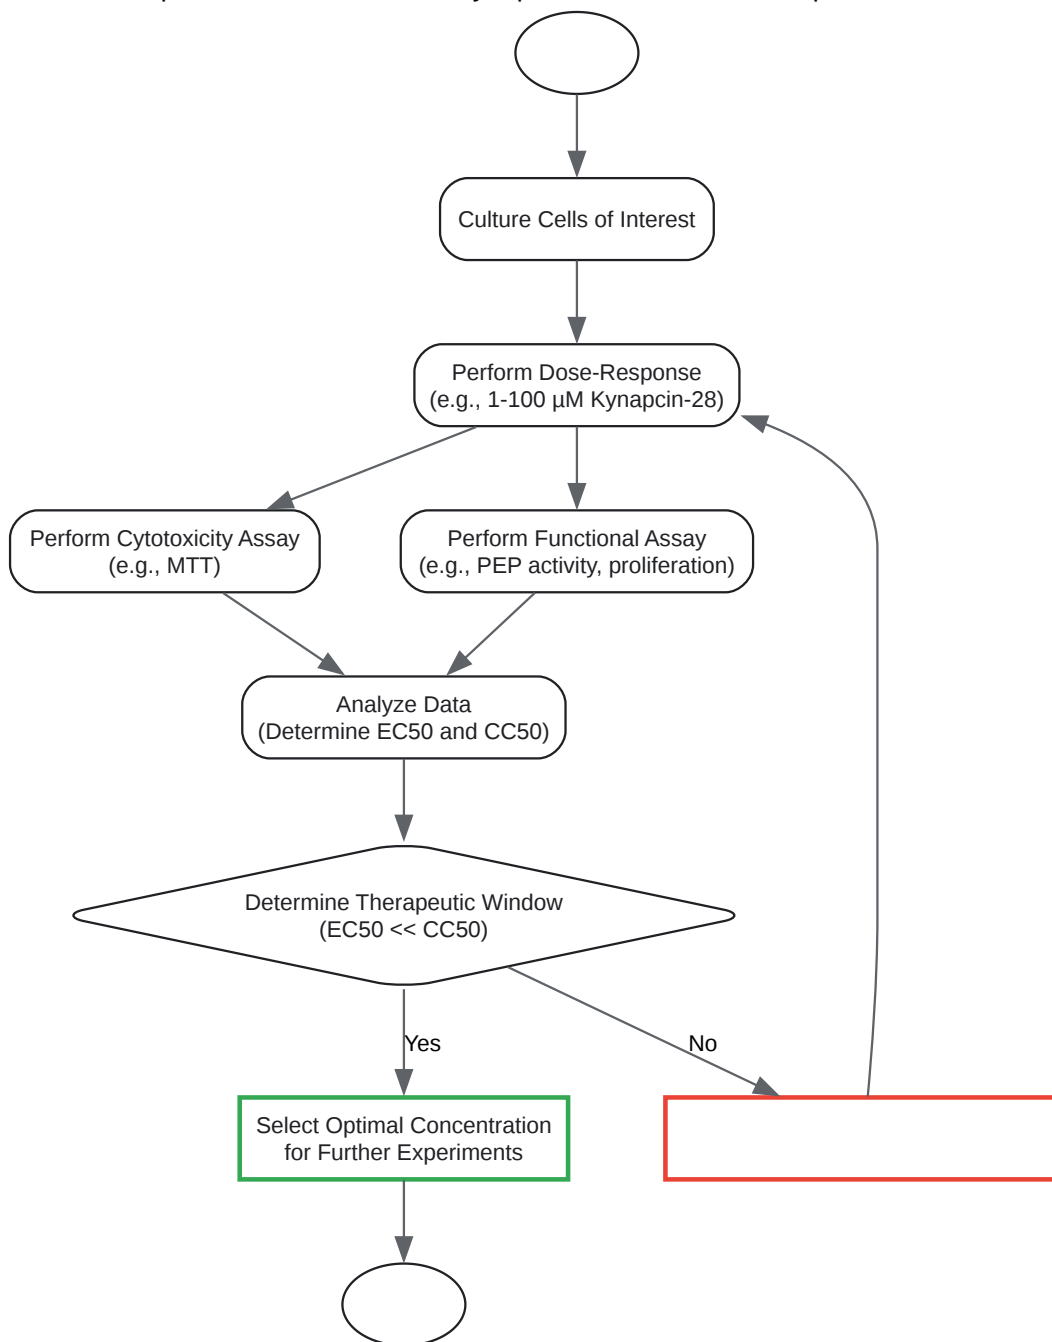 Culture Cells of Interest
Perform Dose-Response
(e.g., 1-100 µM Kynapcin-28)
Perform Cytotoxicity Assay
(e.g., MTT)
Perform Functional Assay
(e.g., PEP activity, proliferation)
Analyze Data
(Determine EC50 and CC50)
Determine Therapeutic Window
(EC50 << CC50)
Yes
No
Select Optimal Concentration
for Further Experiments